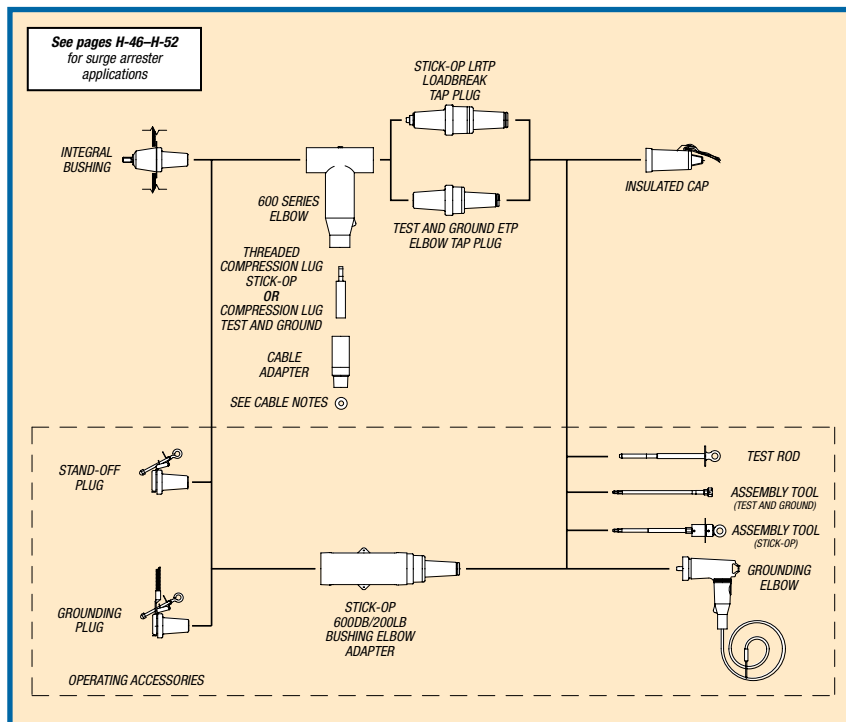 See pages H-46–H-52
for surge arrester
applications
STICK-OP LRTP
LOADBREAK
TAP PLUG
INTEGRAL
BUSHING
600 SERIES
ELBOW
INSULATED CAP
TEST AND GROUND ETP
ELBOW TAP PLUG
THREADED
COMPRESSION LUG
STICK-OP
OR
COMPRESSION LUG
TEST AND GROUND
CABLE
ADAPTER
SEE CABLE NOTES
STAND-OFF
PLUG
TEST ROD
ASSEMBLY TOOL
(TEST AND GROUND)
ASSEMBLY TOOL
(STICK-OP)
GROUNDING
ELBOW
GROUNDING
PLUG
STICK-OP
600DB/200LB
BUSHING ELBOW
ADAPTER
OPERATING ACCESSORIES